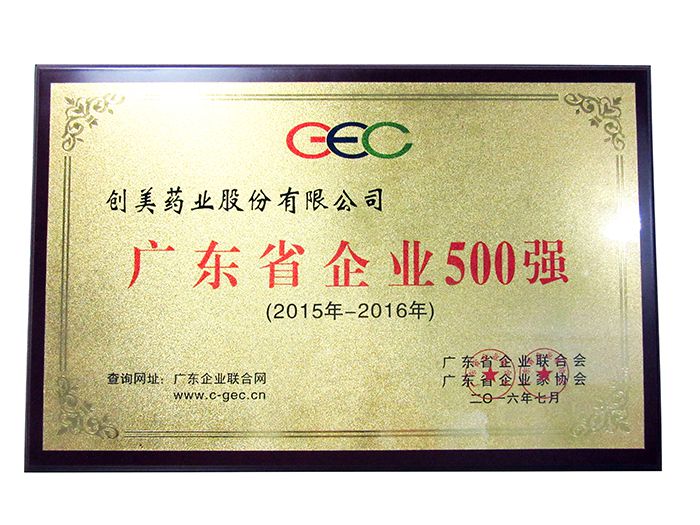 GEC
创美药业股份有限公司
广东省企业500强
(2015年-2016年)
广东省企业联合会
广东省企业家协会
二〇一六年七月
查询网址：广东企业联合网
www.c-gec.cn